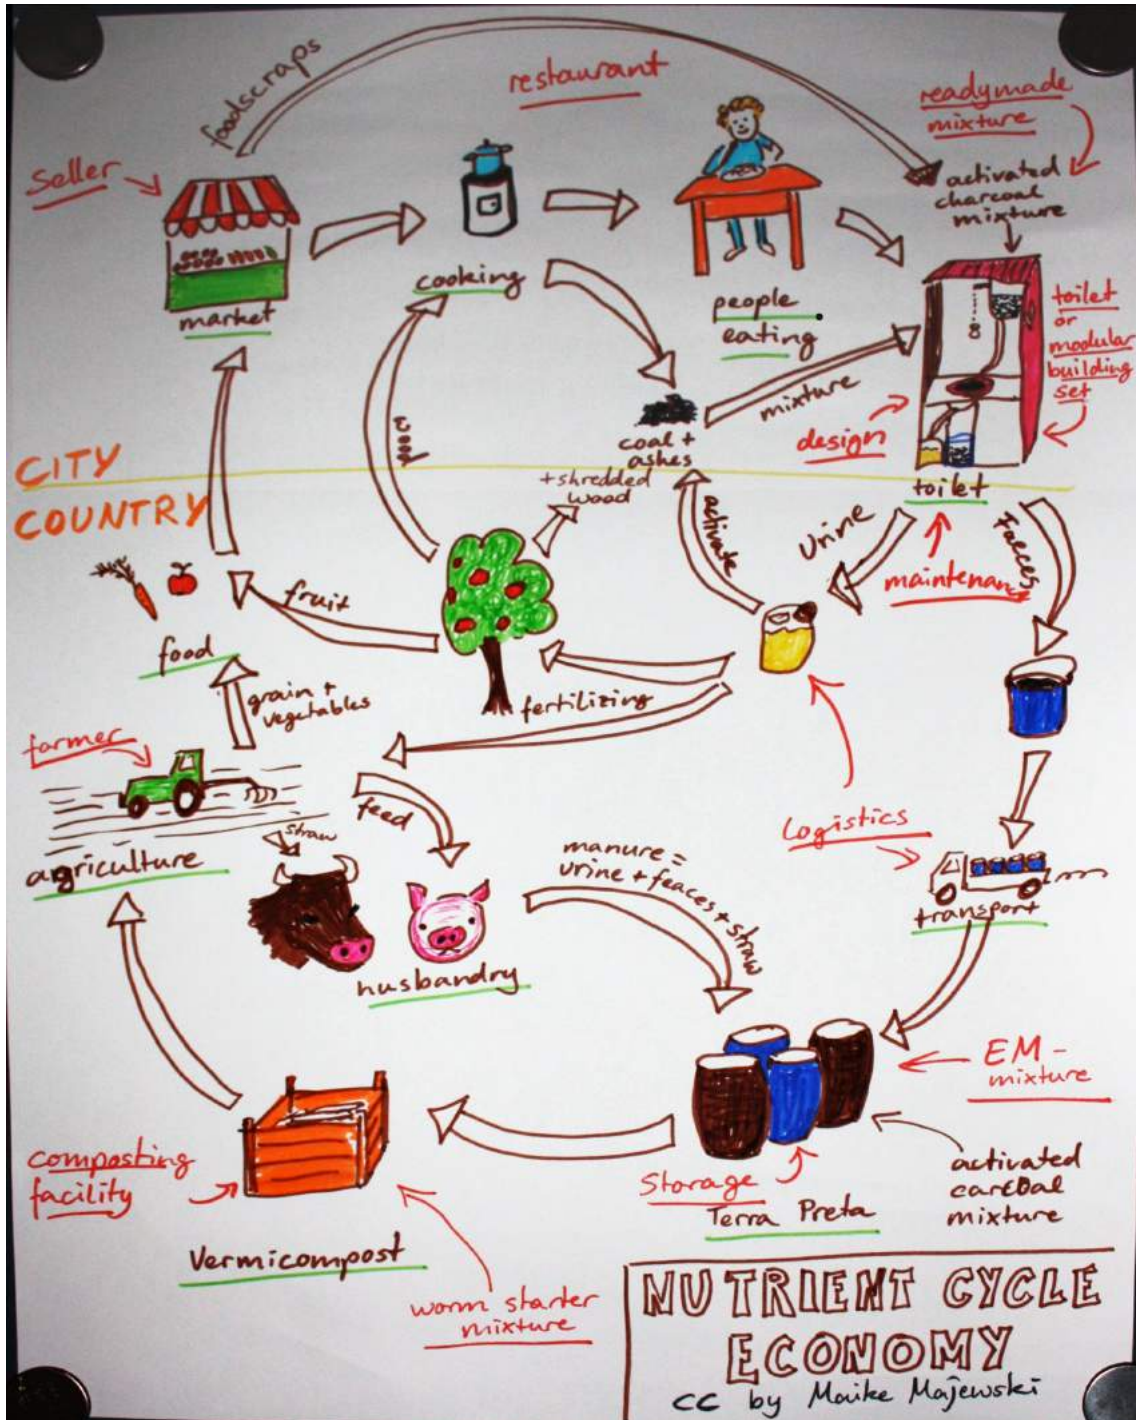 foodscraps
restaurant
readymade
mixture
Seller
activated
charcoal
mixture
market
cooking
people
eating
toilet
or
modular
building
set
wood
mixture
coal +
ashes
design
CITY
COUNTRY
+ shredded
wood
toilet
activate
Urine
Faeces
maintenance
fruit
food
grain +
vegetables
fertilizing
farmer
feed
straw
agriculture
Logistics
manure =
urine + feaces + straw
transport
husbandry
EM-
mixture
composting
facility
Storage
Terra Preta
activated
carcoal
mixture
Vermicompost
worm starter
mixture
NUTRIENT CYCLE
ECONOMY
CC by Maike Majewski